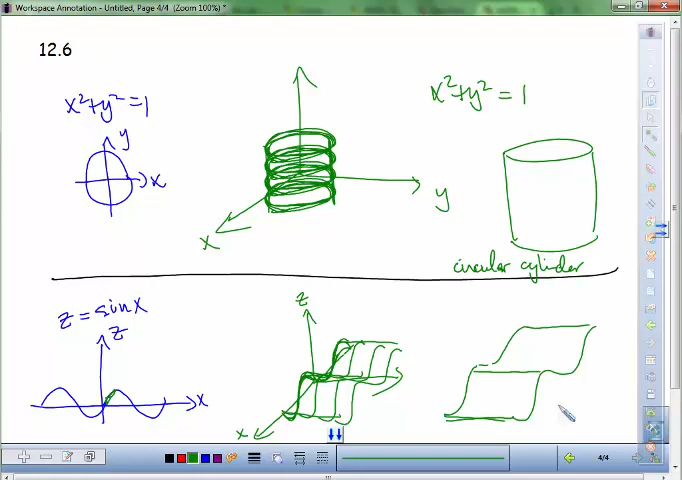 Workspace Annotation - Untitled, Page 4/4 (Zoom 100%) *
12.6
x²+y²=1
y
x
x²+y² = 1
y
x
circular cylinder
z = sin x
z
x
z
x
4/4